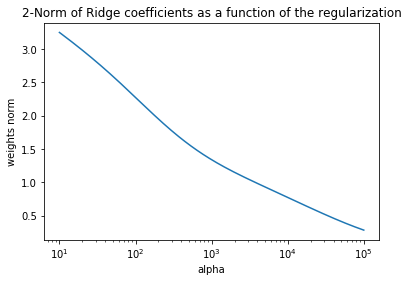 2-Norm of Ridge coefficients as a function of the regularization
3.0
2.5
2.0
1.5
1.0
0.5
weights norm
10¹ 10² 10³ 10⁴ 10⁵
alpha